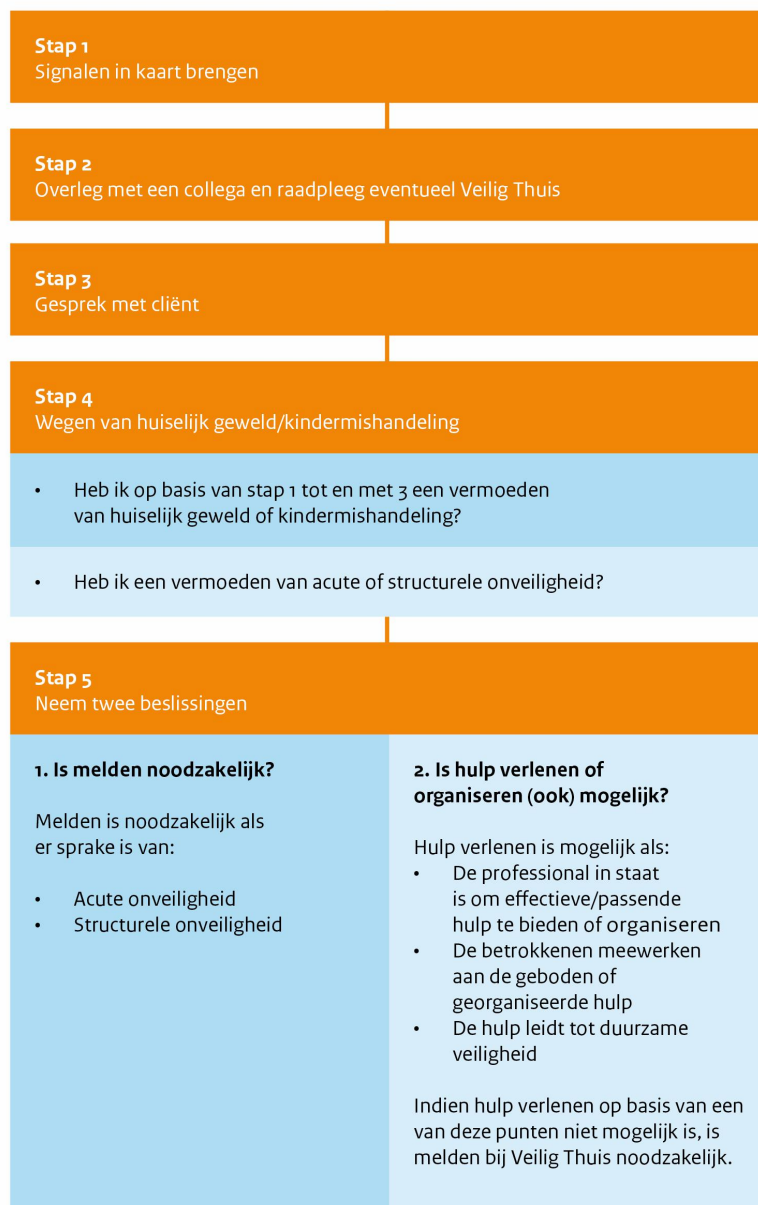 Stap 1
Signalen in kaart brengen
Stap 2
Overleg met een collega en raadpleeg eventueel Veilig Thuis
Stap 3
Gesprek met cliënt
Stap 4
Wegen van huiselijk geweld/kindermishandeling
• Heb ik op basis van stap 1 tot en met 3 een vermoeden
van huiselijk geweld of kindermishandeling?
• Heb ik een vermoeden van acute of structurele onveiligheid?
Stap 5
Neem twee beslissingen
1. Is melden noodzakelijk?
Melden is noodzakelijk als
er sprake is van:
• Acute onveiligheid
• Structurele onveiligheid
2. Is hulp verlenen of
organiseren (ook) mogelijk?
Hulp verlenen is mogelijk als:
• De professional in staat
is om effectieve/passende
hulp te bieden of organiseren
• De betrokkenen meewerken
aan de geboden of
georganiseerde hulp
• De hulp leidt tot duurzame
veiligheid
Indien hulp verlenen op basis van een
van deze punten niet mogelijk is, is
melden bij Veilig Thuis noodzakelijk.